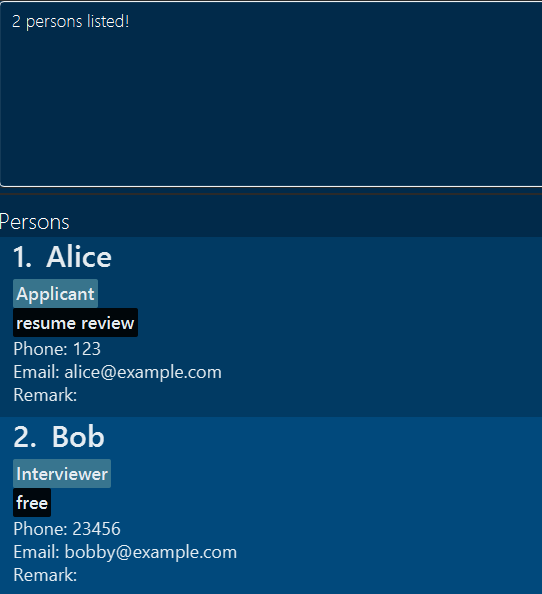 2 persons listed!
Persons
1. Alice
Applicant
resume review
Phone: 123
Email: alice@example.com
Remark:
2. Bob
Interviewer
free
Phone: 23456
Email: bobby@example.com
Remark: